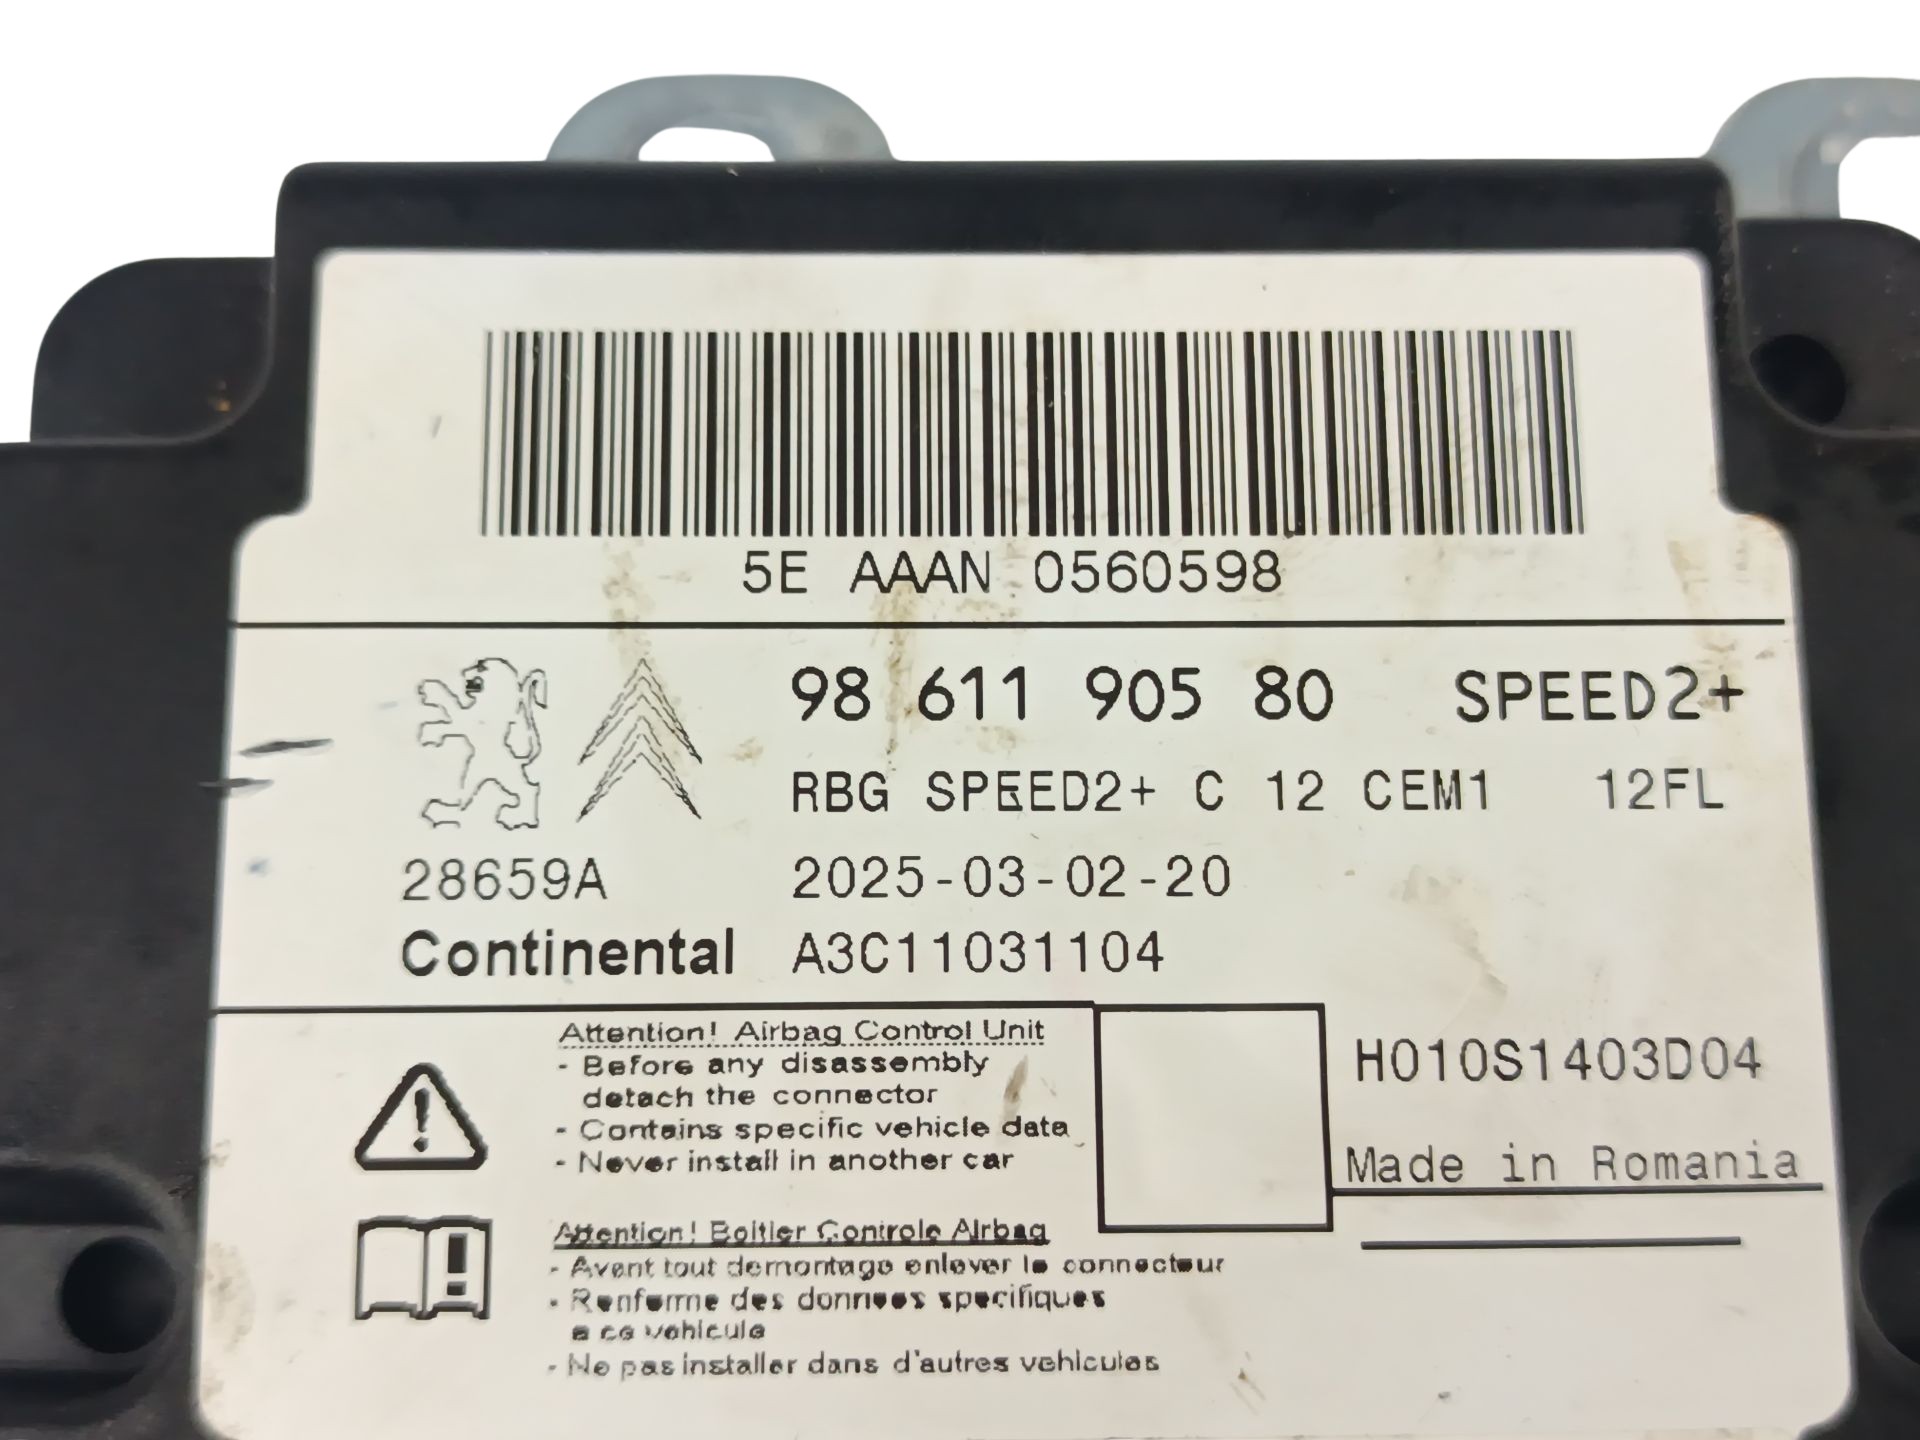 5E AAAN 0560598
98 611 905 80 SPEED2+
RBG SPEED2+ C 12 CEM1 12FL
28659A 2025-03-02-20
Continental A3C11031104
Attention! Airbag Control Unit
- Before any disassembly
detach the connector
- Contains specific vehicle data
- Never install in another car
H010S1403D04
Made in Romania
Attention! Boitier Controle Airbag
- Avant tout demontage enlever le connecteur
- Renferme des donnees specifiques
a ce vehicule
- Ne pas installer dans d'autres vehicules